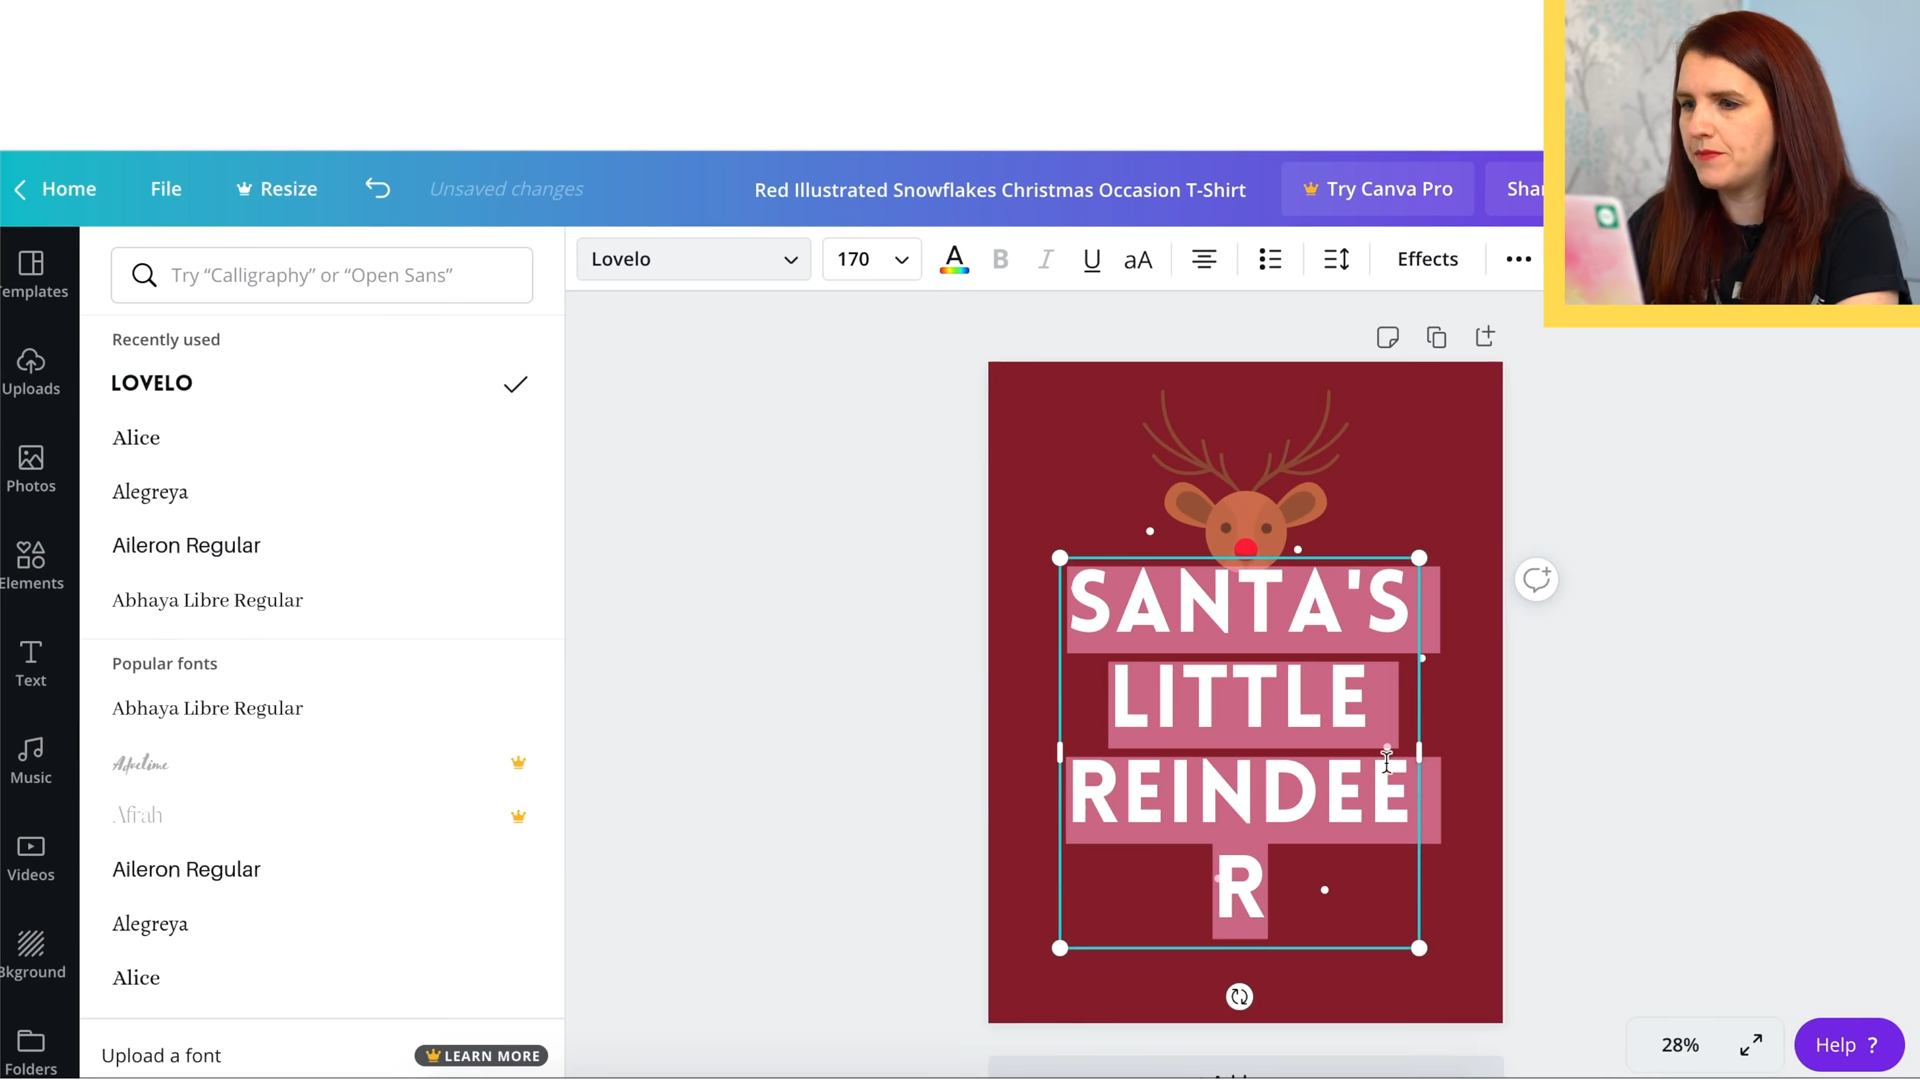 Home
File
Resize
Unsaved changes
Red Illustrated Snowflakes Christmas Occasion T-Shirt
Try Canva Pro
Shar
Templates
Uploads
Photos
Elements
Text
Music
Videos
Bkground
Folders
Try “Calligraphy” or “Open Sans”
Recently used
LOVELO
Alice
Alegreya
Aileron Regular
Abhaya Libre Regular
Popular fonts
Abhaya Libre Regular
Advetime
Afrah
Aileron Regular
Alegreya
Alice
Upload a font
LEARN MORE
Lovelo
170
A
B
I
U
aA
Effects
SANTA'S
LITTLE
REINDEE
R
28%
Help ?